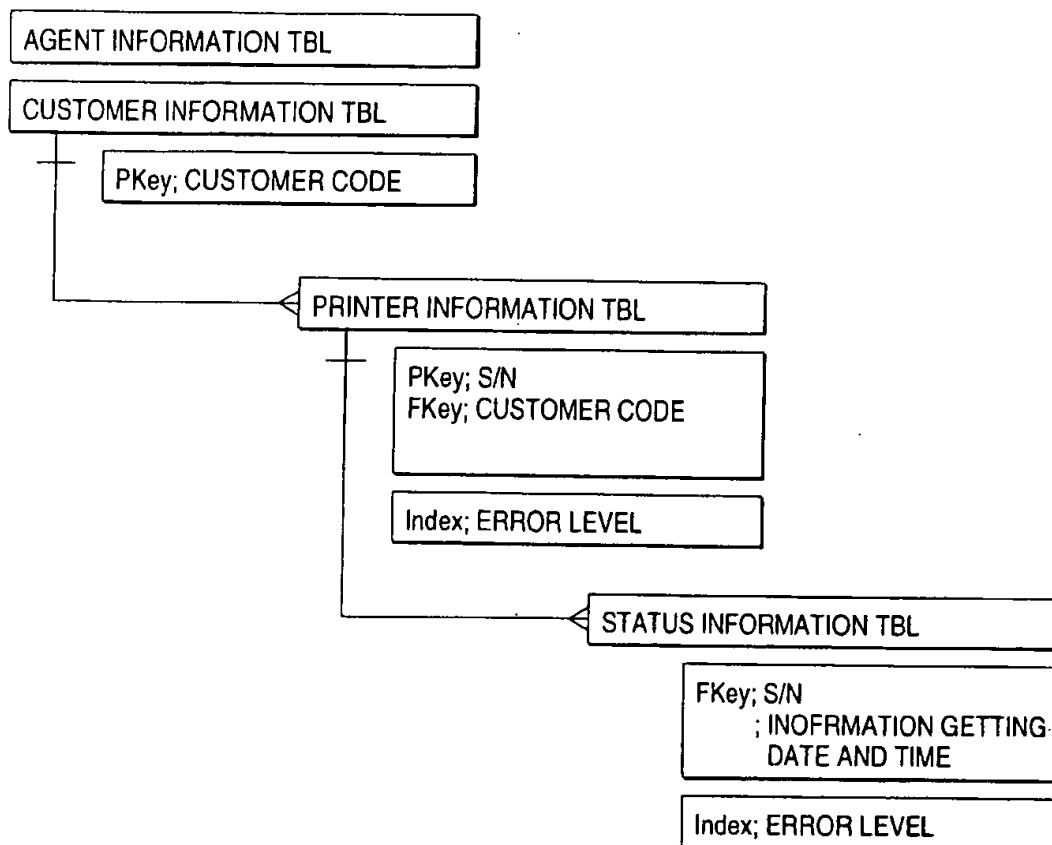 AGENT INFORMATION TBL
CUSTOMER INFORMATION TBL
PKey; CUSTOMER CODE
PRINTER INFORMATION TBL
PKey; S/N
FKey; CUSTOMER CODE
Index; ERROR LEVEL
STATUS INFORMATION TBL
FKey; S/N
; INOFRMATION GETTING
DATE AND TIME
Index; ERROR LEVEL